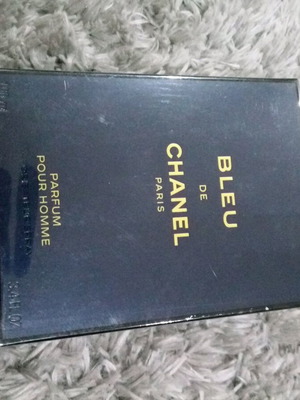 BLEU
DE
CHANEL
PARIS
PARFUM
POUR HOMME